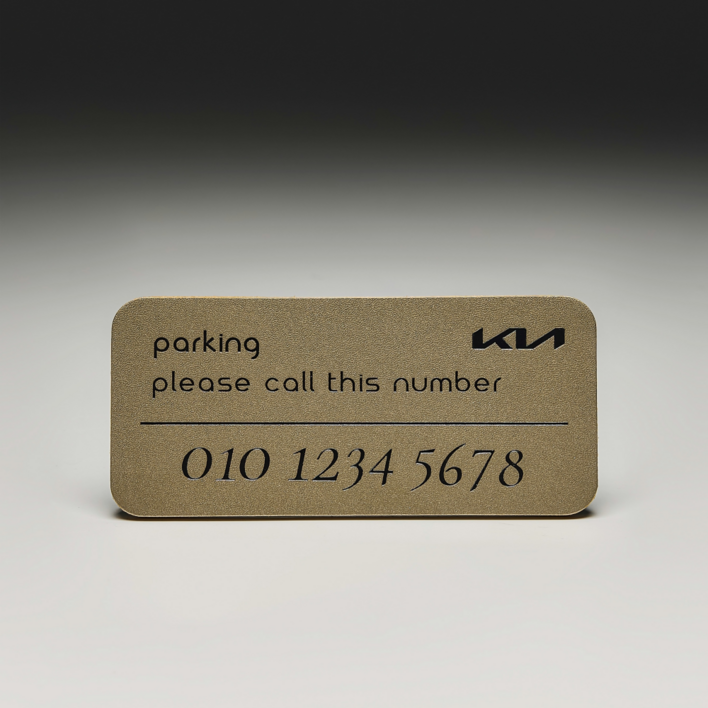 parking
KIA
please call this number
010 1234 5678